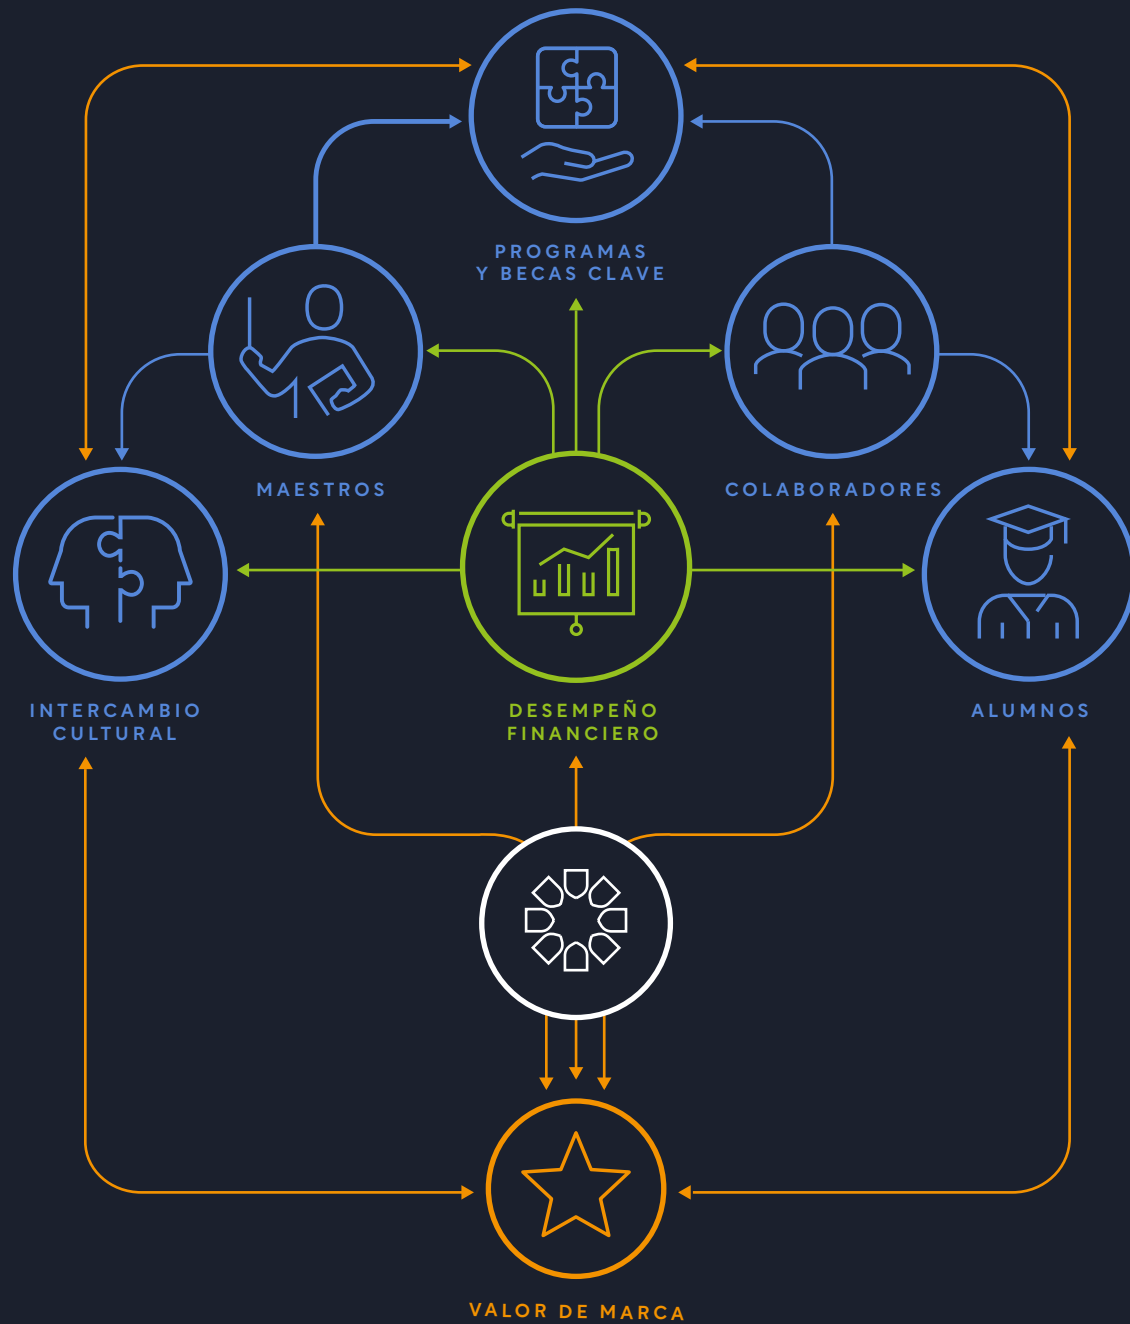 PROGRAMAS
Y BECAS CLAVE
MAESTROS
COLABORADORES
INTERCAMBIO
CULTURAL
DESEMPEÑO
FINANCIERO
ALUMNOS
VALOR DE MARCA